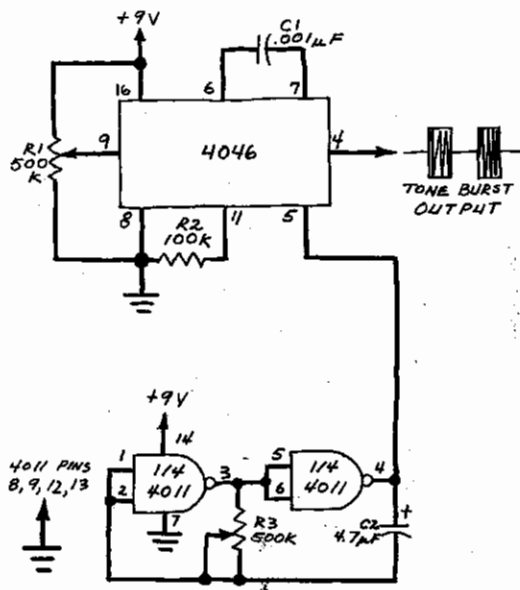 +9V
C1
.001µF
16
6
7
R1
500
K
9
4046
4
TONE BURST
OUTPUT
8
R2
100K
11
5
+9V
14
1
2
1/4
4011
3
7
5
6
1/4
4011
4
4011 PINS
8, 9, 12, 13
R3
500K
+
C2
4.7µF